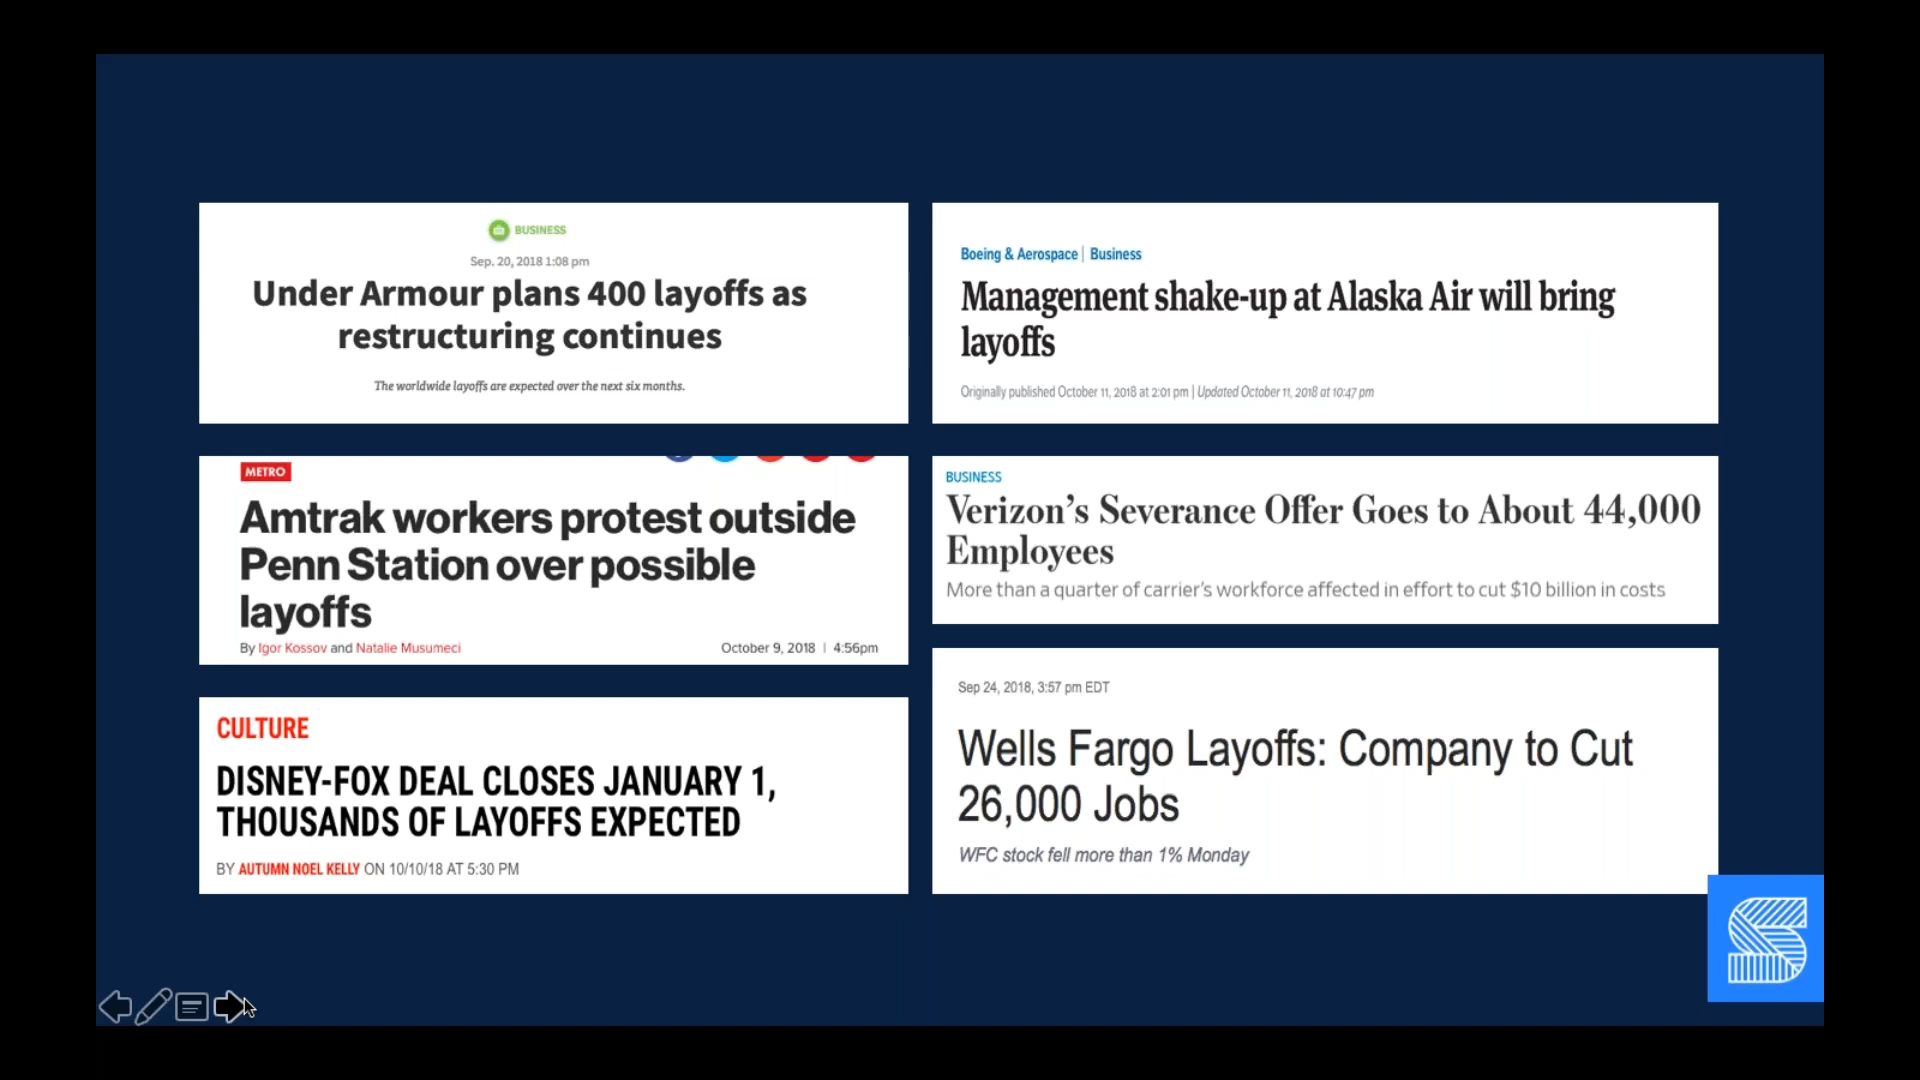 BUSINESS
Sep. 20, 2018 1:08 pm
Under Armour plans 400 layoffs as
restructuring continues
The worldwide layoffs are expected over the next six months.
METRO
Amtrak workers protest outside
Penn Station over possible
layoffs
By Igor Kossov and Natalie Musumeci October 9, 2018 | 4:56pm
CULTURE
DISNEY-FOX DEAL CLOSES JANUARY 1,
THOUSANDS OF LAYOFFS EXPECTED
BY AUTUMN NOEL KELLY ON 10/10/18 AT 5:30 PM
Boeing & Aerospace | Business
Management shake-up at Alaska Air will bring
layoffs
Originally published October 11, 2018 at 2:01 pm | Updated October 11, 2018 at 10:47 pm
BUSINESS
Verizon’s Severance Offer Goes to About 44,000
Employees
More than a quarter of carrier’s workforce affected in effort to cut $10 billion in costs
Sep 24, 2018, 3:57 pm EDT
Wells Fargo Layoffs: Company to Cut
26,000 Jobs
WFC stock fell more than 1% Monday
S